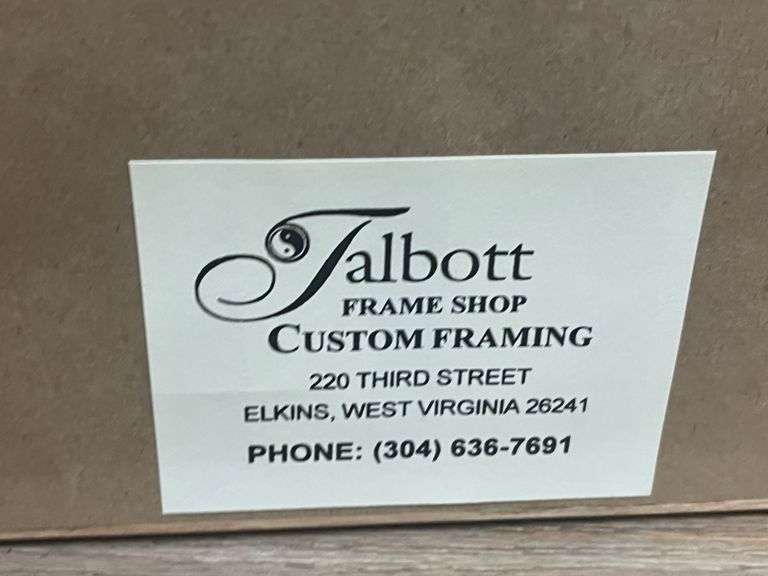 Talbott
FRAME SHOP
CUSTOM FRAMING
220 THIRD STREET
ELKINS, WEST VIRGINIA 26241
PHONE: (304) 636-7691